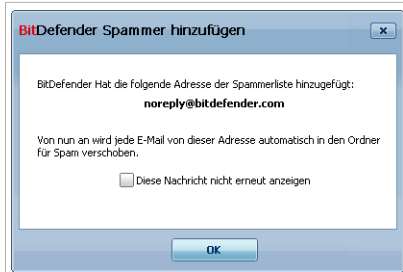 BitDefender Spammer hinzufügen
BitDefender Hat die folgende Adresse der Spammerliste hinzugefügt:
noreply@bitdefender.com
Von nun an wird jede E-Mail von dieser Adresse automatisch in den Ordner
für Spam verschoben.
Diese Nachricht nicht erneut anzeigen
OK